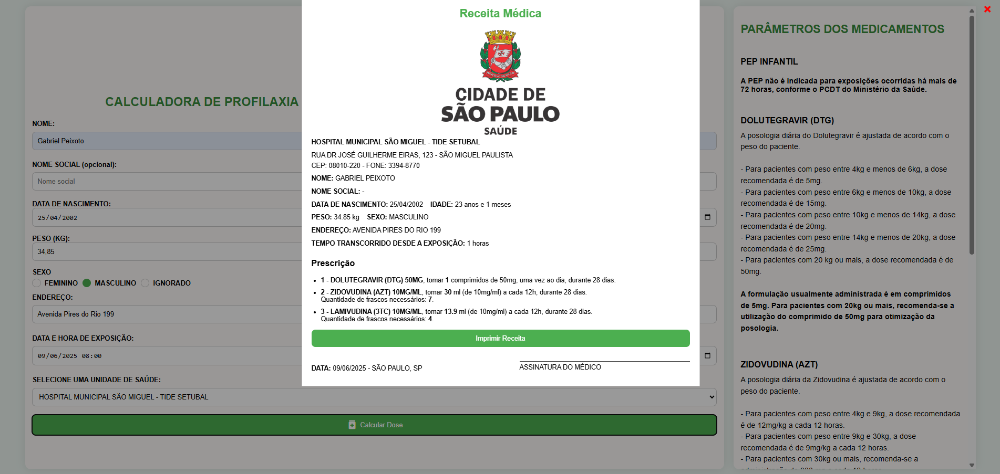 CALCULADORA DE PROFILAXIA
NOME:
Gabriel Peixoto
NOME SOCIAL (opcional):
Nome social
DATA DE NASCIMENTO:
25/04/2002
PESO (KG):
34,85
SEXO
FEMININO MASCULINO IGNORADO
ENDEREÇO:
Avenida Pires do Rio 199
DATA E HORA DE EXPOSIÇÃO:
09/06/2025 08:00
SELECIONE UMA UNIDADE DE SAÚDE:
HOSPITAL MUNICIPAL SÃO MIGUEL - TIDE SETUBAL
Calcular Dose
Receita Médica
CIDADE DE
SÃO PAULO
SAÚDE
HOSPITAL MUNICIPAL SÃO MIGUEL - TIDE SETUBAL
RUA DR JOSÉ GUILHERME EIRAS, 123 - SÃO MIGUEL PAULISTA
CEP: 08010-220 - FONE: 3394-8770
NOME: GABRIEL PEIXOTO
NOME SOCIAL: -
DATA DE NASCIMENTO: 25/04/2002 IDADE: 23 anos e 1 meses
PESO: 34.85 kg SEXO: MASCULINO
ENDEREÇO: AVENIDA PIRES DO RIO 199
TEMPO TRANSCORRIDO DESDE A EXPOSIÇÃO: 1 horas
Prescrição
• 1 - DOLUTEGRAVIR (DTG) 50MG, tomar 1 comprimidos de 50mg, uma vez ao dia, durante 28 dias.
• 2 - ZIDOVUDINA (AZT) 10MG/ML, tomar 30 ml (de 10mg/ml) a cada 12h, durante 28 dias.
Quantidade de frascos necessários: 7.
• 3 - LAMIVUDINA (3TC) 10MG/ML, tomar 13.9 ml (de 10mg/ml) a cada 12h, durante 28 dias.
Quantidade de frascos necessários: 4.
Imprimir Receita
DATA: 09/06/2025 - SÃO PAULO, SP
ASSINATURA DO MÉDICO
PARÂMETROS DOS MEDICAMENTOS
PEP INFANTIL
A PEP não é indicada para exposições ocorridas há mais de
72 horas, conforme o PCDT do Ministério da Saúde.
DOLUTEGRAVIR (DTG)
A posologia diária do Dolutegravir é ajustada de acordo com o
peso do paciente.
- Para pacientes com peso entre 4kg e menos de 6kg, a dose
recomendada é de 5mg.
- Para pacientes com peso entre 6kg e menos de 10kg, a dose
recomendada é de 15mg.
- Para pacientes com peso entre 10kg e menos de 14kg, a dose
recomendada é de 20mg.
- Para pacientes com peso entre 14kg e menos de 20kg, a dose
recomendada é de 25mg.
- Para pacientes com 20 kg ou mais, a dose recomendada é de
50mg.
A formulação usualmente administrada é em comprimidos
de 5mg. Para pacientes com 20kg ou mais, recomenda-se a
utilização do comprimido de 50mg para otimização da
posologia.
ZIDOVUDINA (AZT)
A posologia diária da Zidovudina é ajustada de acordo com o
peso do paciente.
- Para pacientes com peso entre 4kg e 9kg, a dose recomendada
é de 12mg/kg a cada 12 horas.
- Para pacientes com peso entre 9kg e 30kg, a dose
recomendada é de 9mg/kg a cada 12 horas.
- Para pacientes com 30kg ou mais, recomenda-se a